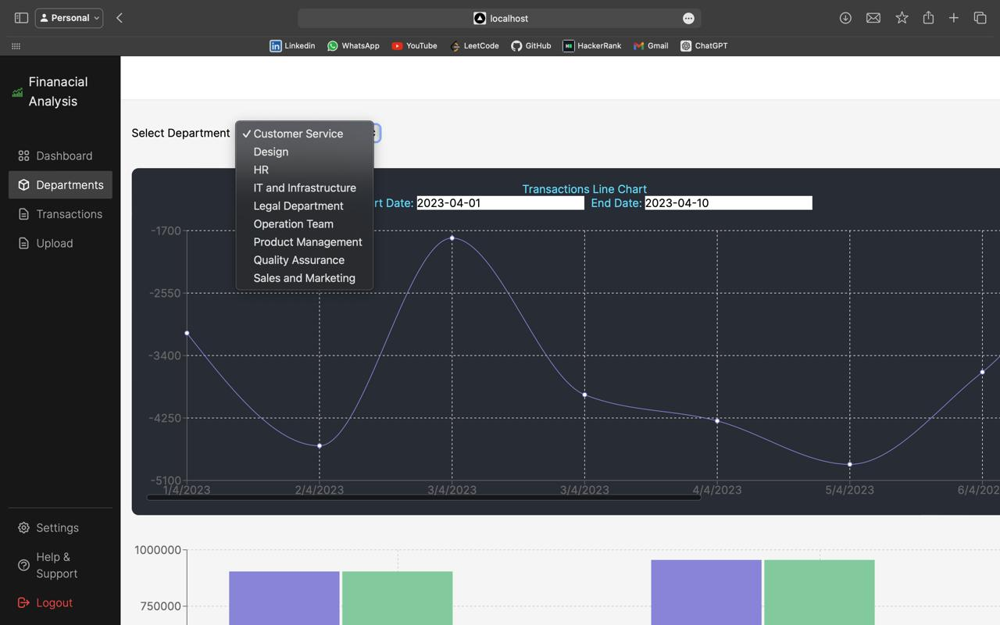 Personal
localhost
Linkedin
WhatsApp
YouTube
LeetCode
GitHub
HackerRank
Gmail
ChatGPT
Finanacial
Analysis
Dashboard
Departments
Transactions
Upload
Settings
Help &
Support
Logout
Select Department
Customer Service
Design
HR
IT and Infrastructure
Legal Department
Operation Team
Product Management
Quality Assurance
Sales and Marketing
Transactions Line Chart
rt Date: 2023-04-01 End Date: 2023-04-10
-1700
-2550
-3400
-4250
-5100
1/4/2023 2/4/2023 3/4/2023 3/4/2023 4/4/2023 5/4/2023 6/4/202
1000000
750000